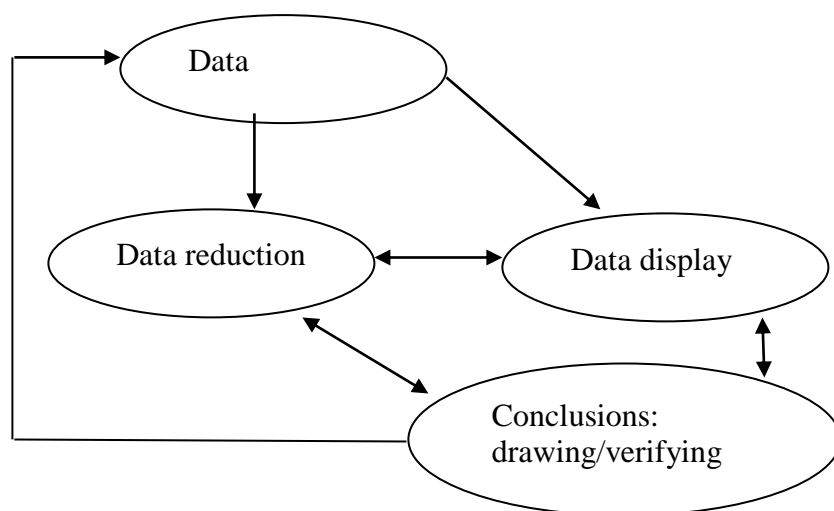 Data
Data reduction
Data display
Conclusions:
drawing/verifying